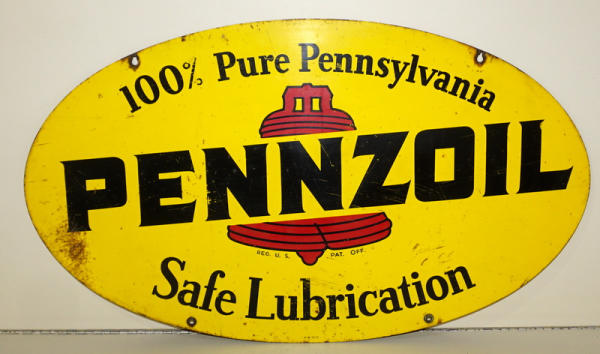 100% Pure Pennsylvania
PENNZOIL
REG. U. S. PAT. OFF.
Safe Lubrication